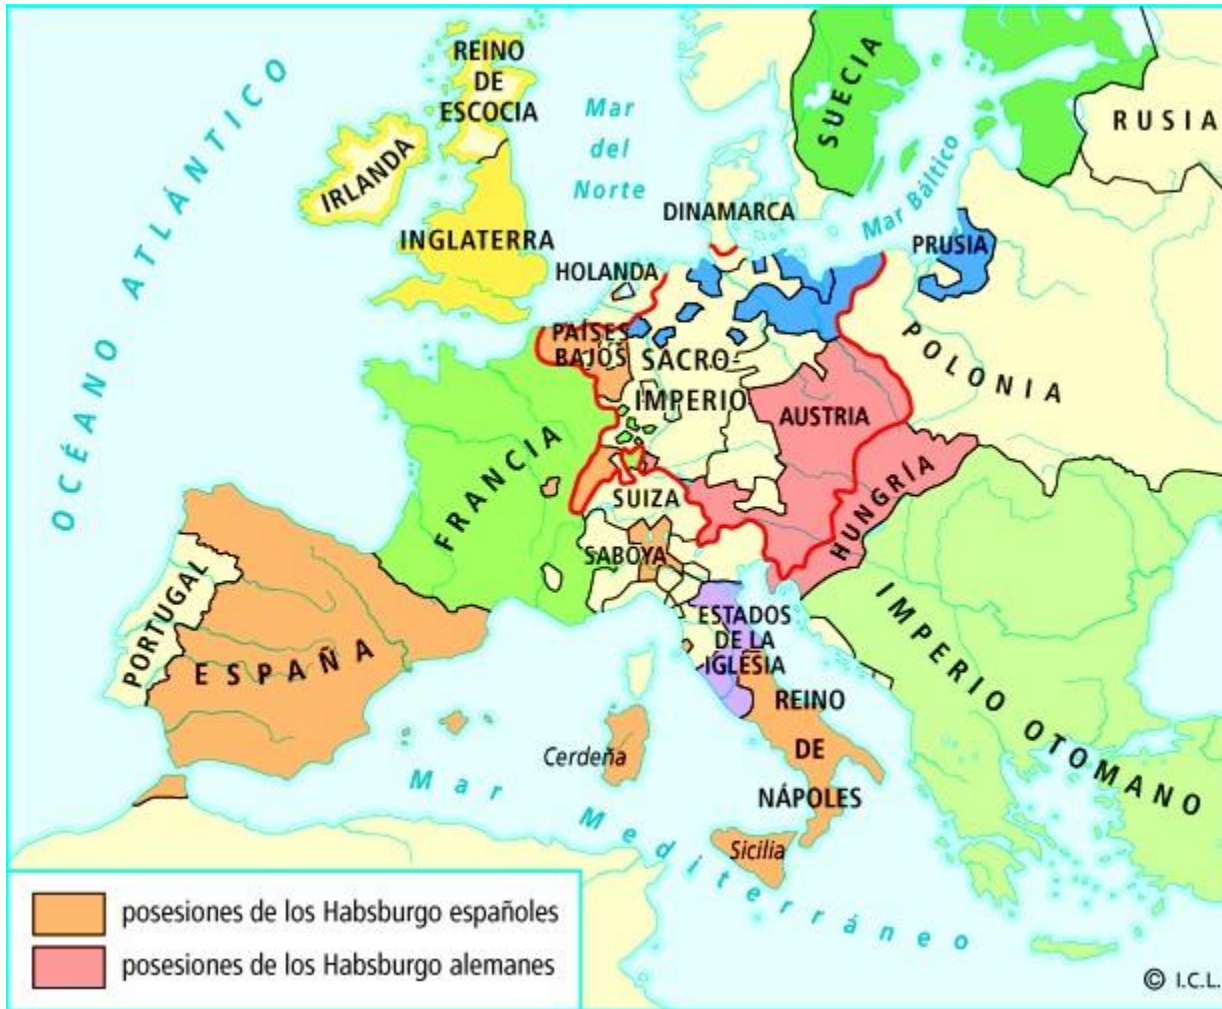 REINO
DE
ESCOCIA
SUECIA
RUSIA
Mar
del
Norte
OCÉANO ATLÁNTICO
IRLANDA
Mar Báltico
DINAMARCA
INGLATERRA
PRUSIA
HOLANDA
PAÍSES
BAJOS
SACRO-
IMPERIO
POLONIA
AUSTRIA
FRANCIA
HUNGRÍA
SUIZA
SABOYA
PORTUGAL
ESPAÑA
ESTADOS
DE LA
IGLESIA
IMPERIO OTOMANO
REINO
DE
NÁPOLES
Cerdeña
Mar Mediterráneo
Sicilia
posesiones de los Habsburgo españoles
posesiones de los Habsburgo alemanes
© I.C.L.